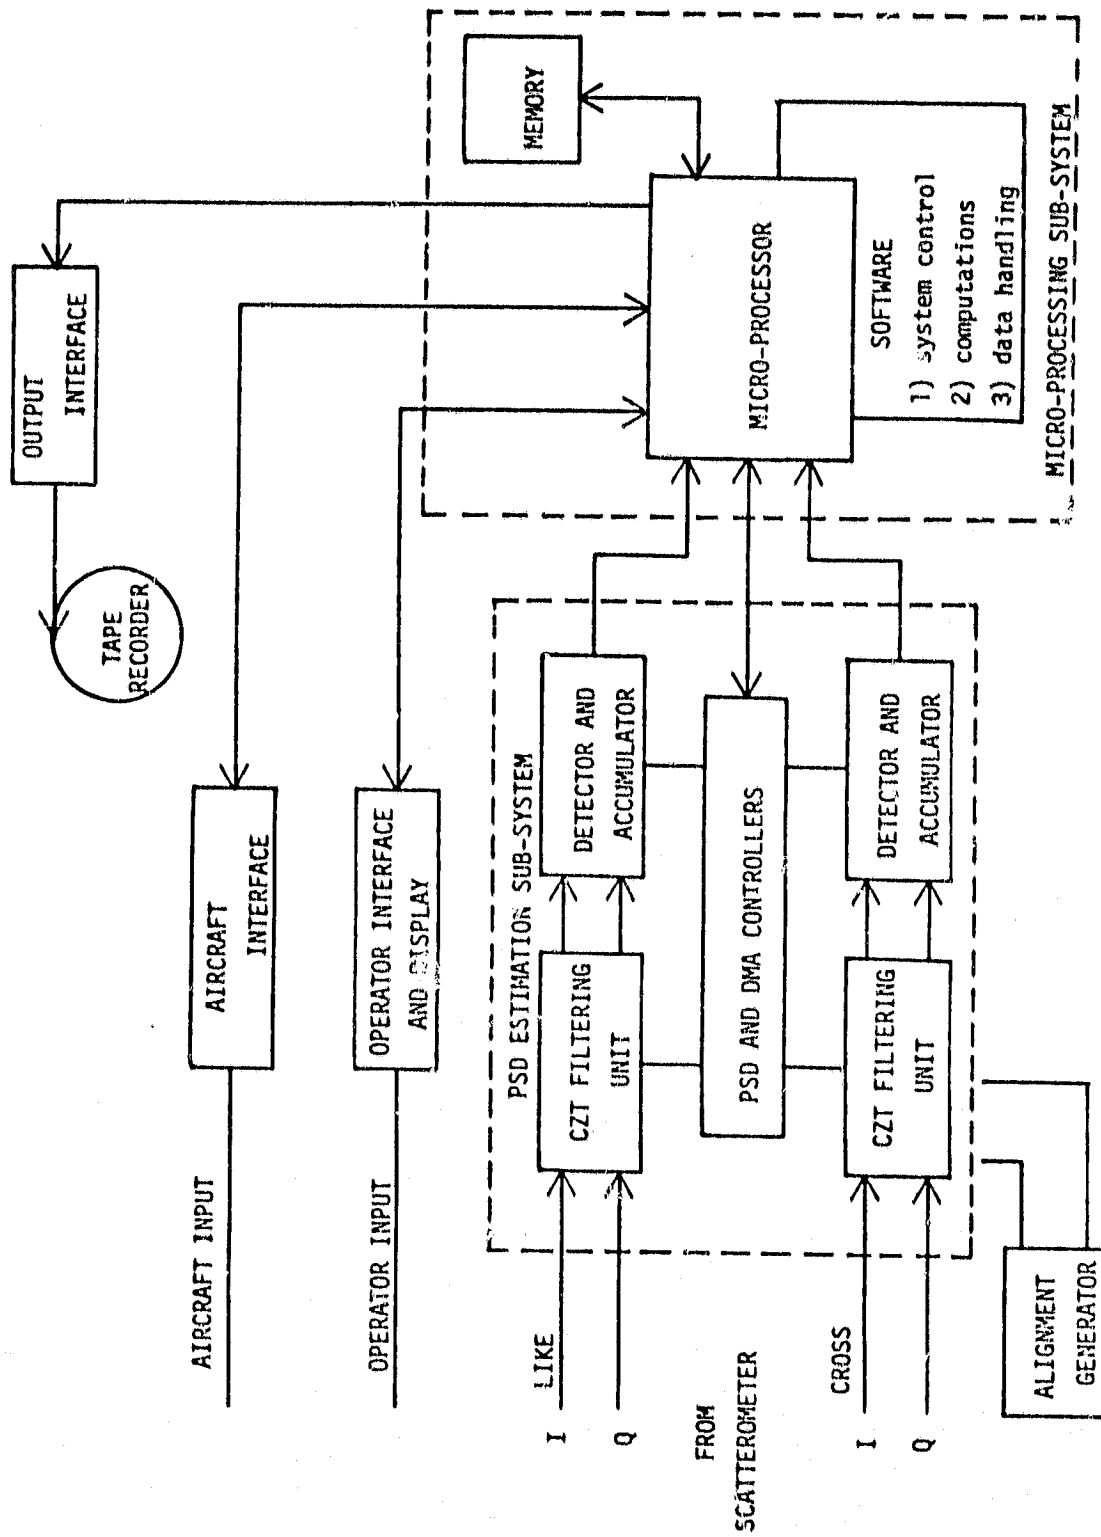 AIRCRAFT INPUT
AIRCRAFT
INTERFACE
OPERATOR INPUT
OPERATOR INTERFACE
AND DISPLAY
TAPE
RECORDER
OUTPUT
INTERFACE
PSD ESTIMATION SUB-SYSTEM
LIKE
I
Q
CZT FILTERING
UNIT
DETECTOR AND
ACCUMULATOR
FROM
SCATTEROMETER
PSD AND DMA CONTROLLERS
CROSS
I
Q
CZT FILTERING
UNIT
DETECTOR AND
ACCUMULATOR
ALIGNMENT
GENERATOR
MEMORY
MICRO-PROCESSOR
SOFTWARE
1) system control
2) computations
3) data handling
MICRO-PROCESSING SUB-SYSTEM